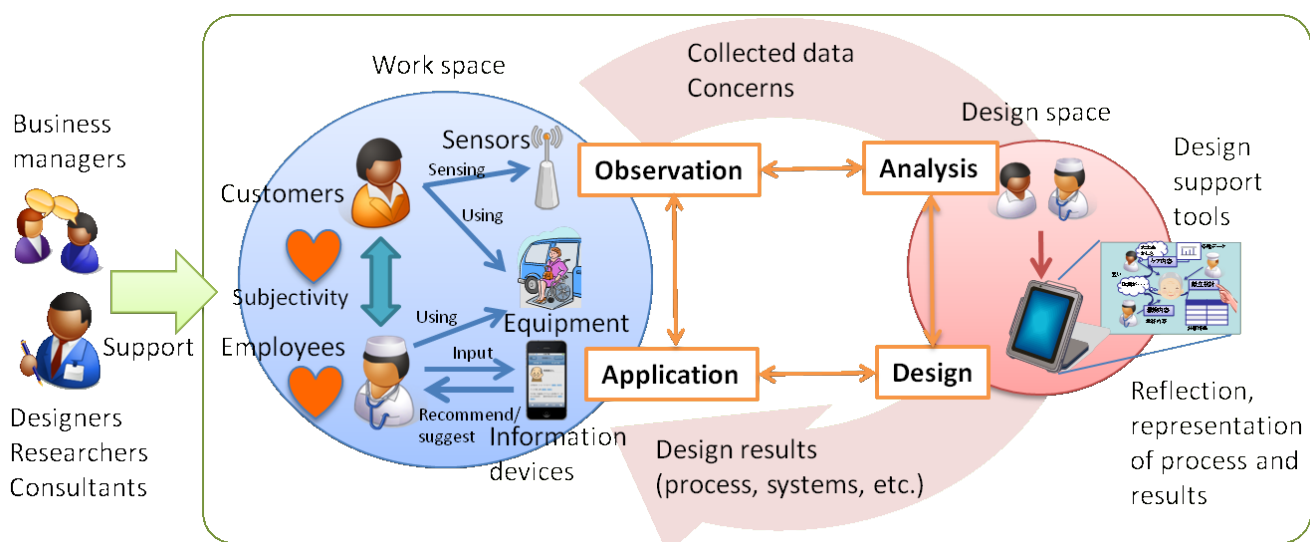 Business
managers
Support
Designers
Researchers
Consultants
Work space
Customers
Sensors
Sensing
Using
Subjectivity
Employees
Using
Equipment
Input
Recommend/
suggest
Information
devices
Collected data
Concerns
Observation
Analysis
Application
Design
Design results
(process, systems, etc.)
Design space
Design
support
tools
Reflection,
representation
of process and
results